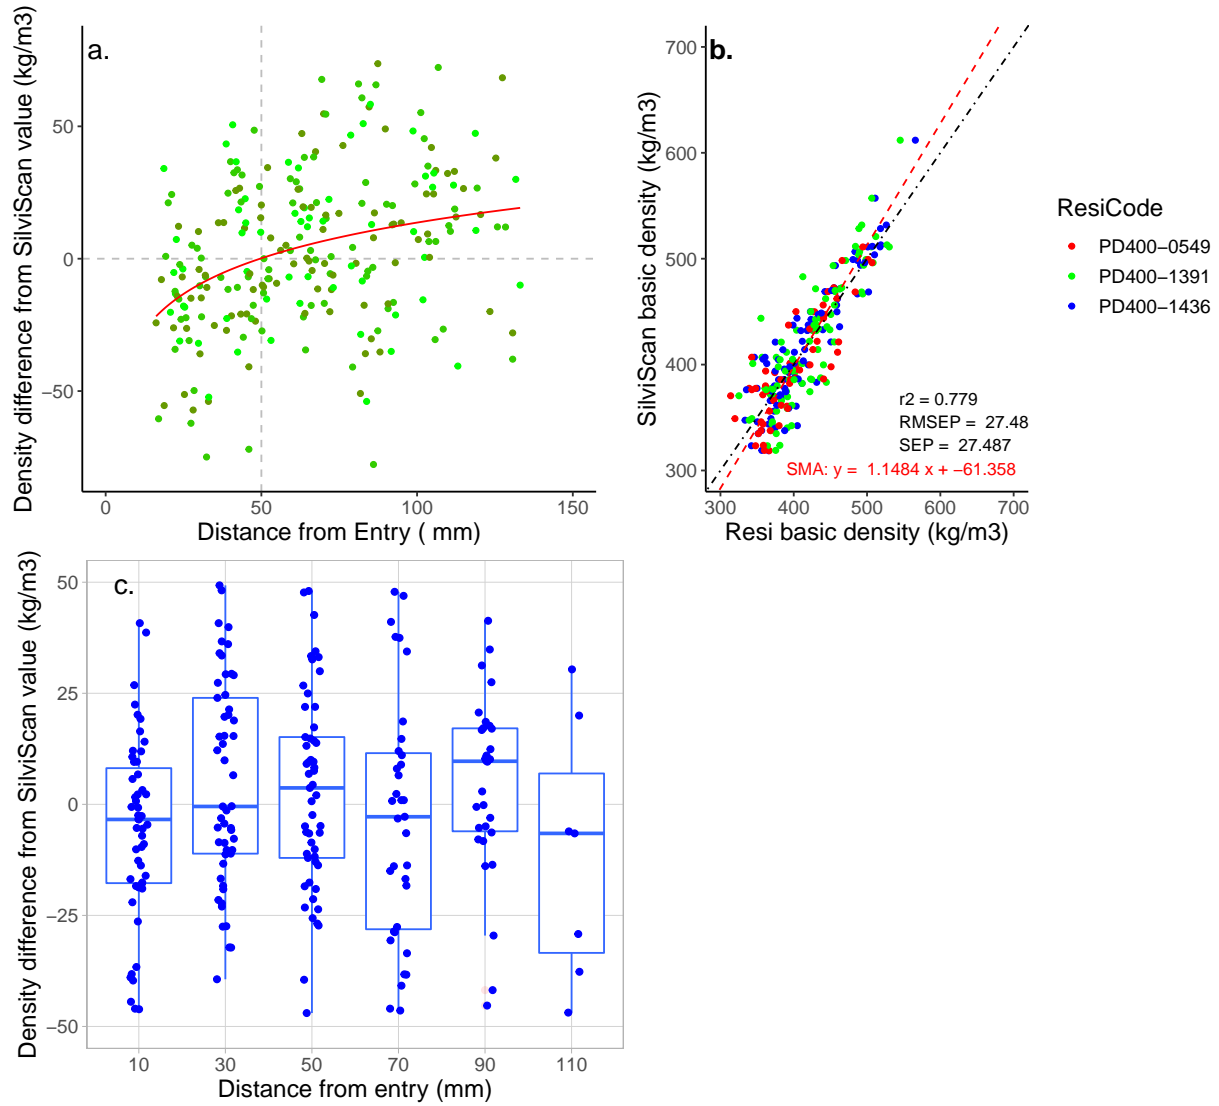 a.
Density difference from SilviScan value (kg/m3)
50
0
−50
0
50
100
150
Distance from Entry ( mm)
b.
SilviScan basic density (kg/m3)
700
600
500
400
300
r2 = 0.779
RMSEP = 27.48
SEP = 27.487
SMA: y = 1.1484 x + −61.358
300
400
500
600
700
Resi basic density (kg/m3)
ResiCode
PD400−0549
PD400−1391
PD400−1436
c.
Density difference from SilviScan value (kg/m3)
50
25
0
−25
−50
10
30
50
70
90
110
Distance from entry (mm)